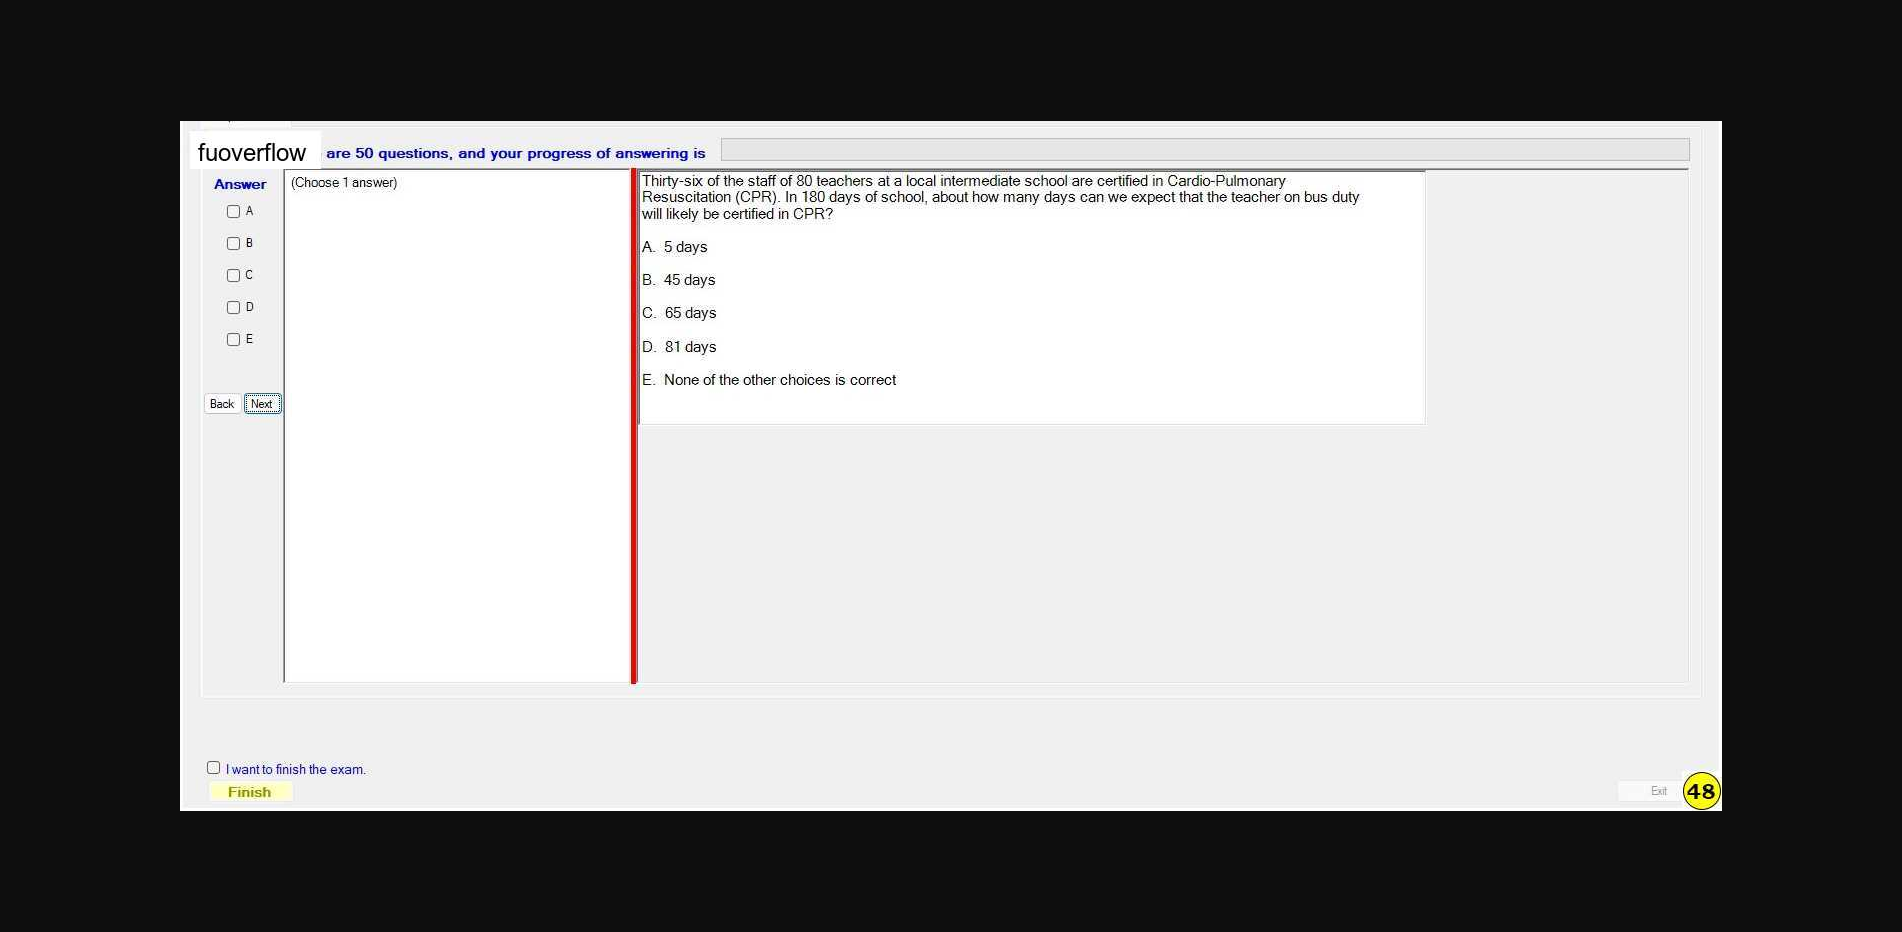 fuoverflow are 50 questions, and your progress of answering is
Answer
(Choose 1 answer)
A
B
C
D
E
Back Next
Thirty-six of the staff of 80 teachers at a local intermediate school are certified in Cardio-Pulmonary
Resuscitation (CPR). In 180 days of school, about how many days can we expect that the teacher on bus duty
will likely be certified in CPR?
A. 5 days
B. 45 days
C. 65 days
D. 81 days
E. None of the other choices is correct
I want to finish the exam.
Finish
Exit
48